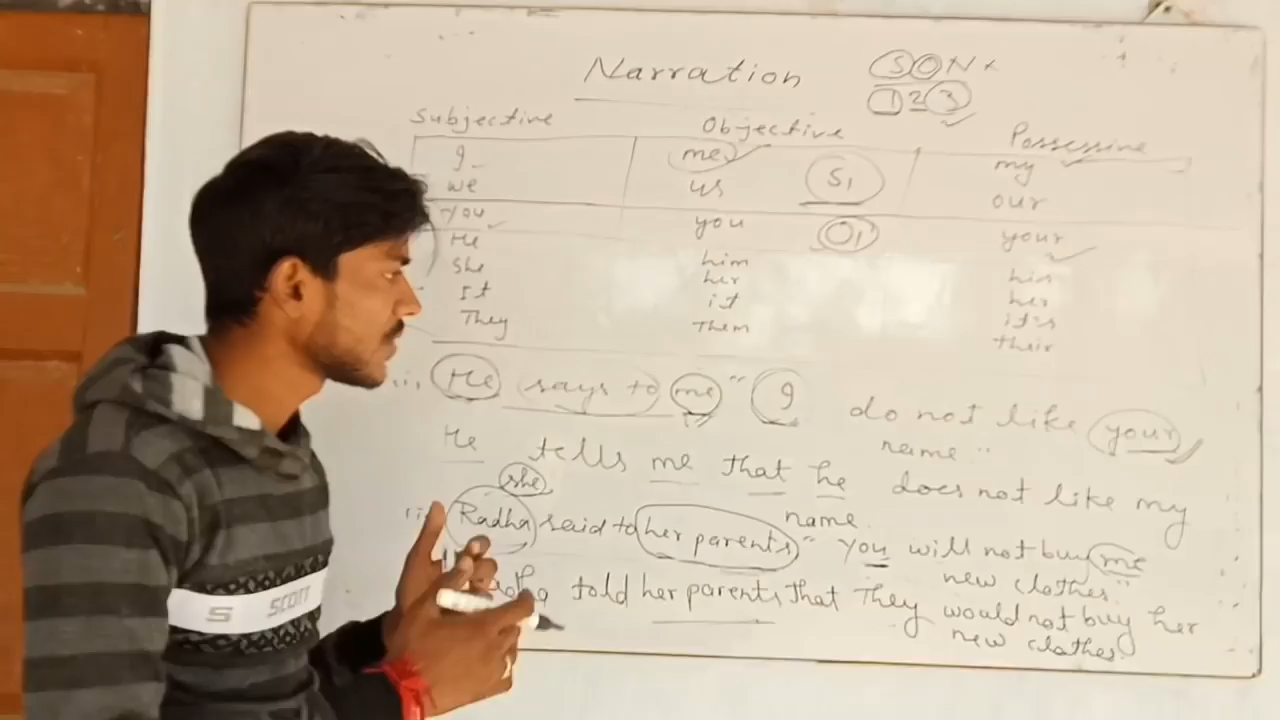 Narration
SON
1 2 3
Subjective Objective Possessive
I me my
we us S1 our
You you O1 your
He him his
She her her
It it it's
They Them their
He says to me " I do not like your
name "
He tells me that he does not like my
name.
she
Radha said to her parents " You will not buy me
new clothes "
told her parents that They would not buy her
new clothes.
S SCOTT